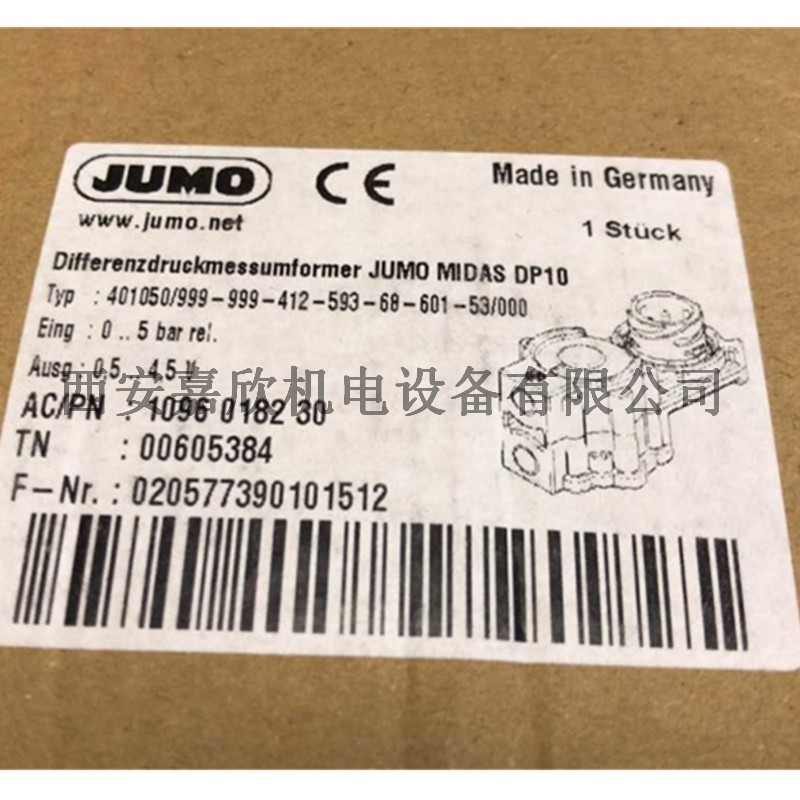 JUMO CE Made in Germany
www.jumo.net 1 Stück
Differenzdruckmessumformer JUMO MIDAS DP10
Typ : 401050/999-999-412-593-68-601-53/000
Eing : 0 .. 5 bar rel.
Ausg : 0,5...4,5 V
西安嘉欣机电设备有限公司
AC/PN : 1096 0182 30
TN : 00605384
F-Nr. : 020577390101512